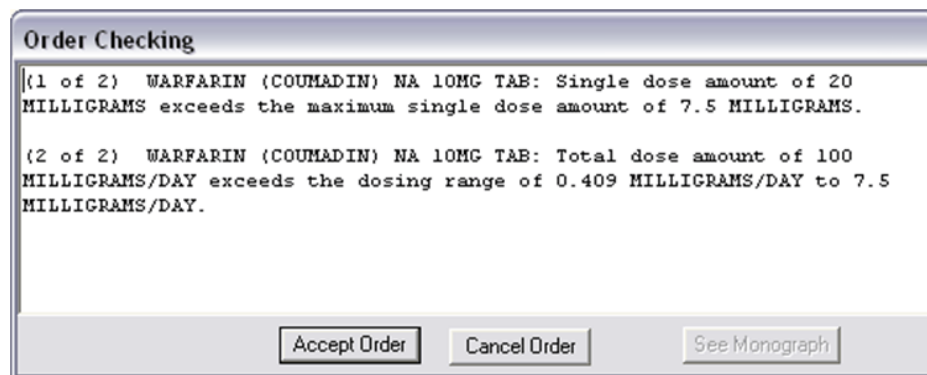 Order Checking
(1 of 2) WARFARIN (COUMADIN) NA 10MG TAB: Single dose amount of 20
MILLIGRAMS exceeds the maximum single dose amount of 7.5 MILLIGRAMS.
(2 of 2) WARFARIN (COUMADIN) NA 10MG TAB: Total dose amount of 100
MILLIGRAMS/DAY exceeds the dosing range of 0.409 MILLIGRAMS/DAY to 7.5
MILLIGRAMS/DAY.
Accept Order Cancel Order See Monograph